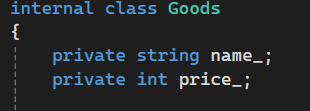 internal class Goods
{
    private string name_;
    private int price_;